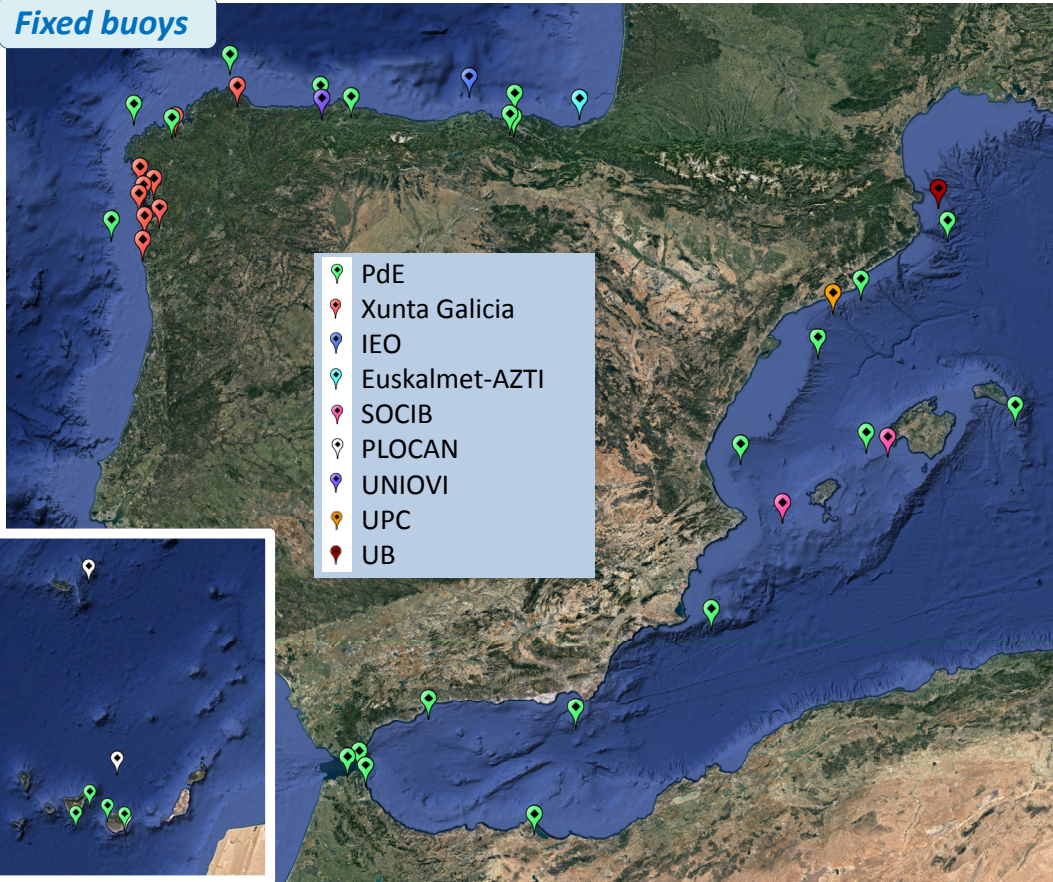 Fixed buoys
PdE
Xunta Galicia
IEO
Euskalmet-AZTI
SOCIB
PLOCAN
UNIOVI
UPC
UB